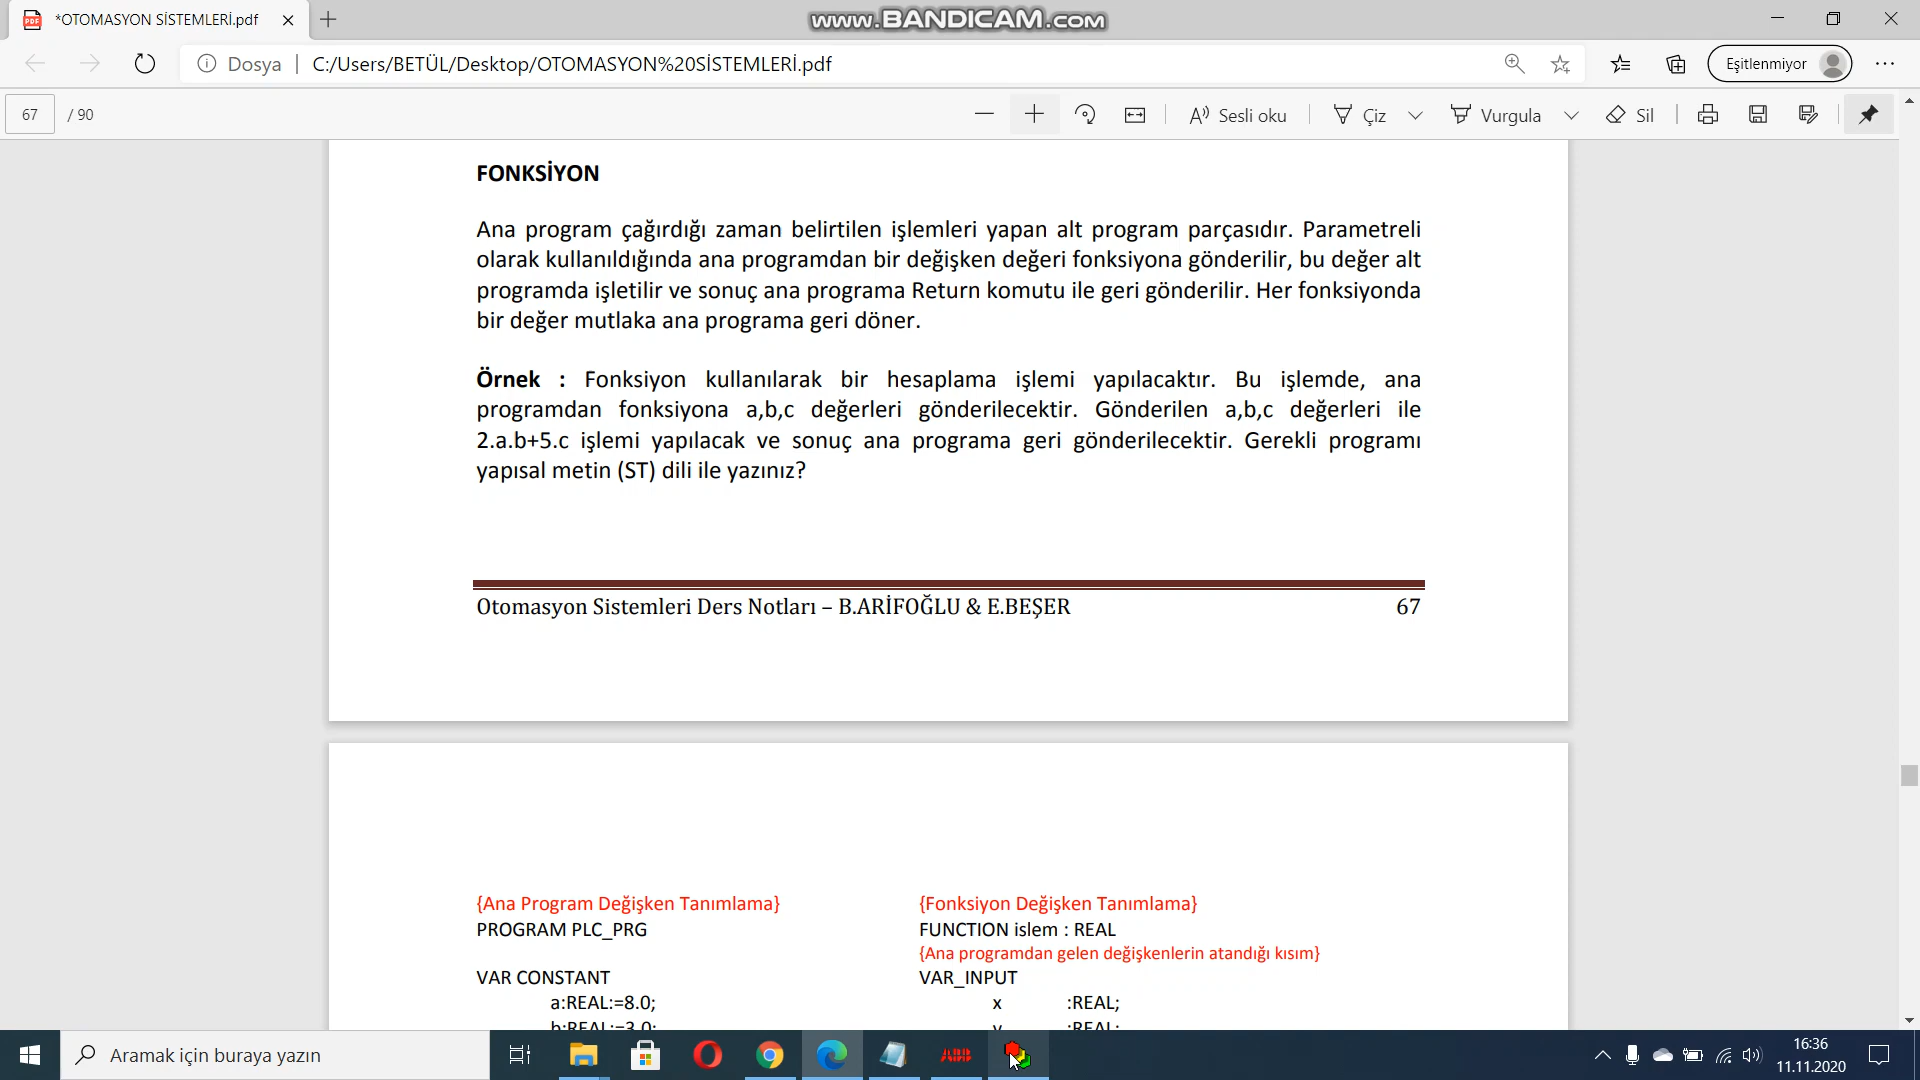 *OTOMASYON SİSTEMLERİ.pdf
www.BANDICAM.com
Dosya
C:/Users/BETÜL/Desktop/OTOMASYON%20SİSTEMLERİ.pdf
Eşitlenmiyor
67 / 90
Sesli oku
Çiz
Vurgula
Sil
FONKSİYON
Ana program çağırdığı zaman belirtilen işlemleri yapan alt program parçasıdır. Parametreli
olarak kullanıldığında ana programdan bir değişken değeri fonksiyona gönderilir, bu değer alt
programda işletilir ve sonuç ana programa Return komutu ile geri gönderilir. Her fonksiyonda
bir değer mutlaka ana programa geri döner.
Örnek : Fonksiyon kullanılarak bir hesaplama işlemi yapılacaktır. Bu işlemde, ana
programdan fonksiyona a,b,c değerleri gönderilecektir. Gönderilen a,b,c değerleri ile
2.a.b+5.c işlemi yapılacak ve sonuç ana programa geri gönderilecektir. Gerekli programı
yapısal metin (ST) dili ile yazınız?
Otomasyon Sistemleri Ders Notları – B.ARİFOĞLU & E.BEŞER 67
{Ana Program Değişken Tanımlama}
PROGRAM PLC_PRG
VAR CONSTANT
a:REAL:=8.0;
b:REAL:=3.0;
{Fonksiyon Değişken Tanımlama}
FUNCTION islem : REAL
{Ana programdan gelen değişkenlerin atandığı kısım}
VAR_INPUT
x :REAL;
y :REAL;
Aramak için buraya yazın
ABB
16:36
11.11.2020